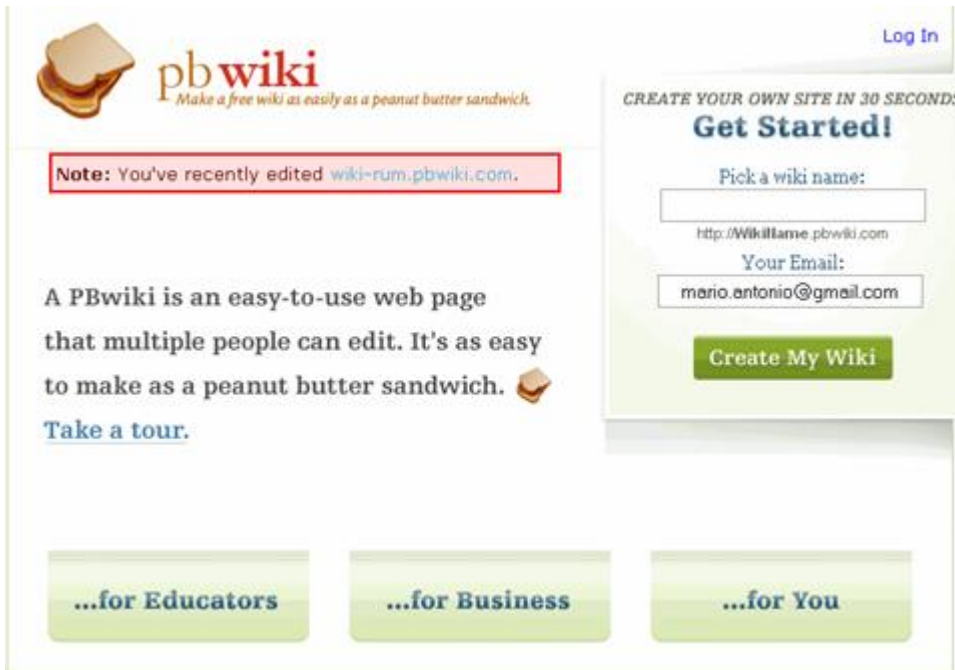 Log In
pbwiki
Make a free wiki as easily as a peanut butter sandwich.
CREATE YOUR OWN SITE IN 30 SECONDS
Get Started!
Note: You've recently edited wiki-rum.pbwiki.com.
Pick a wiki name:
http://WikiName.pbwiki.com
Your Email:
mario.antonio@gmail.com
Create My Wiki
A PBwiki is an easy-to-use web page
that multiple people can edit. It's as easy
to make as a peanut butter sandwich.
Take a tour.
...for Educators
...for Business
...for You